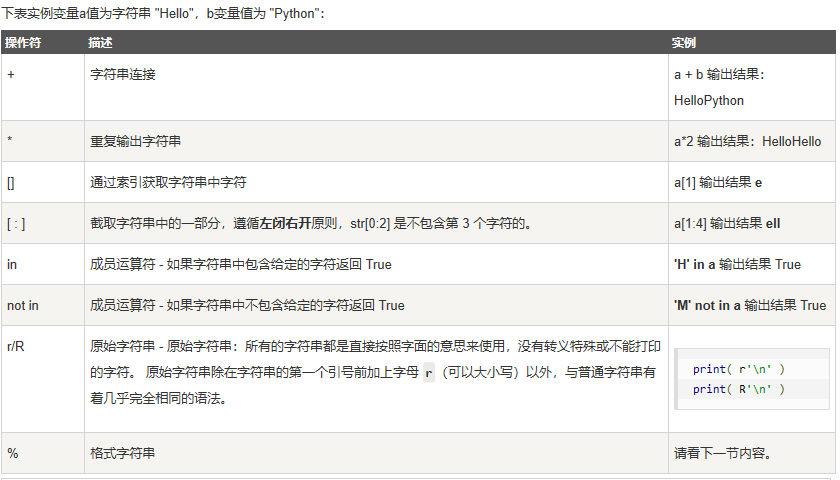 下表实例变量a值为字符串 "Hello"，b变量值为 "Python"：
操作符 描述 实例
+ 字符串连接 a + b 输出结果：
HelloPython
* 重复输出字符串 a*2 输出结果：HelloHello
[] 通过索引获取字符串中字符 a[1] 输出结果 e
[ : ] 截取字符串中的一部分，遵循左闭右开原则，str[0:2] 是不包含第 3 个字符的。 a[1:4] 输出结果 ell
in 成员运算符 - 如果字符串中包含给定的字符返回 True 'H' in a 输出结果 True
not in 成员运算符 - 如果字符串中不包含给定的字符返回 True 'M' not in a 输出结果 True
r/R 原始字符串 - 原始字符串：所有的字符串都是直接按照字面的意思来使用，没有转义特殊或不能打印
的字符。 原始字符串除在字符串的第一个引号前加上字母 r（可以大小写）以外，与普通字符串有
着几乎完全相同的语法。
print( r'\n' )
print( R'\n' )
% 格式字符串 请看下一节内容。